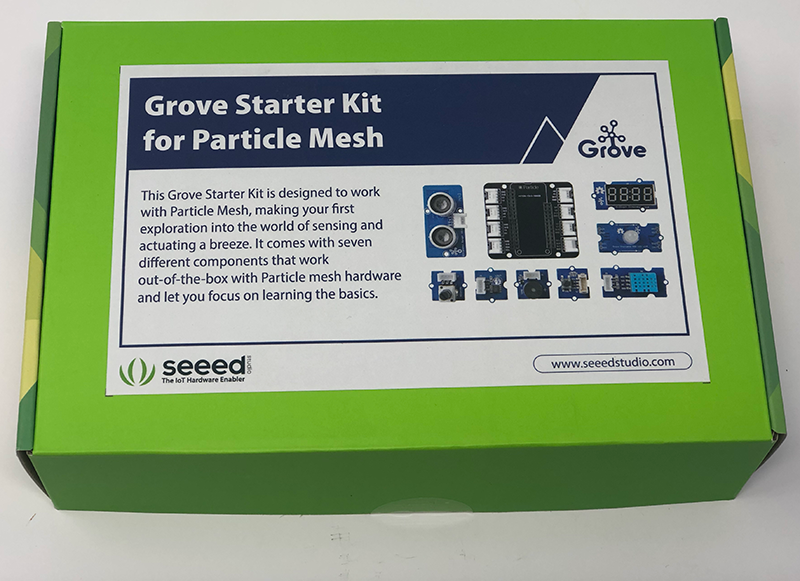 Grove Starter Kit
for Particle Mesh
Grove
This Grove Starter Kit is designed to work
with Particle Mesh, making your first
exploration into the world of sensing and
actuating a breeze. It comes with seven
different components that work
out-of-the-box with Particle mesh hardware
and let you focus on learning the basics.
Particle
seeed
studio
The IoT Hardware Enabler
www.seeedstudio.com